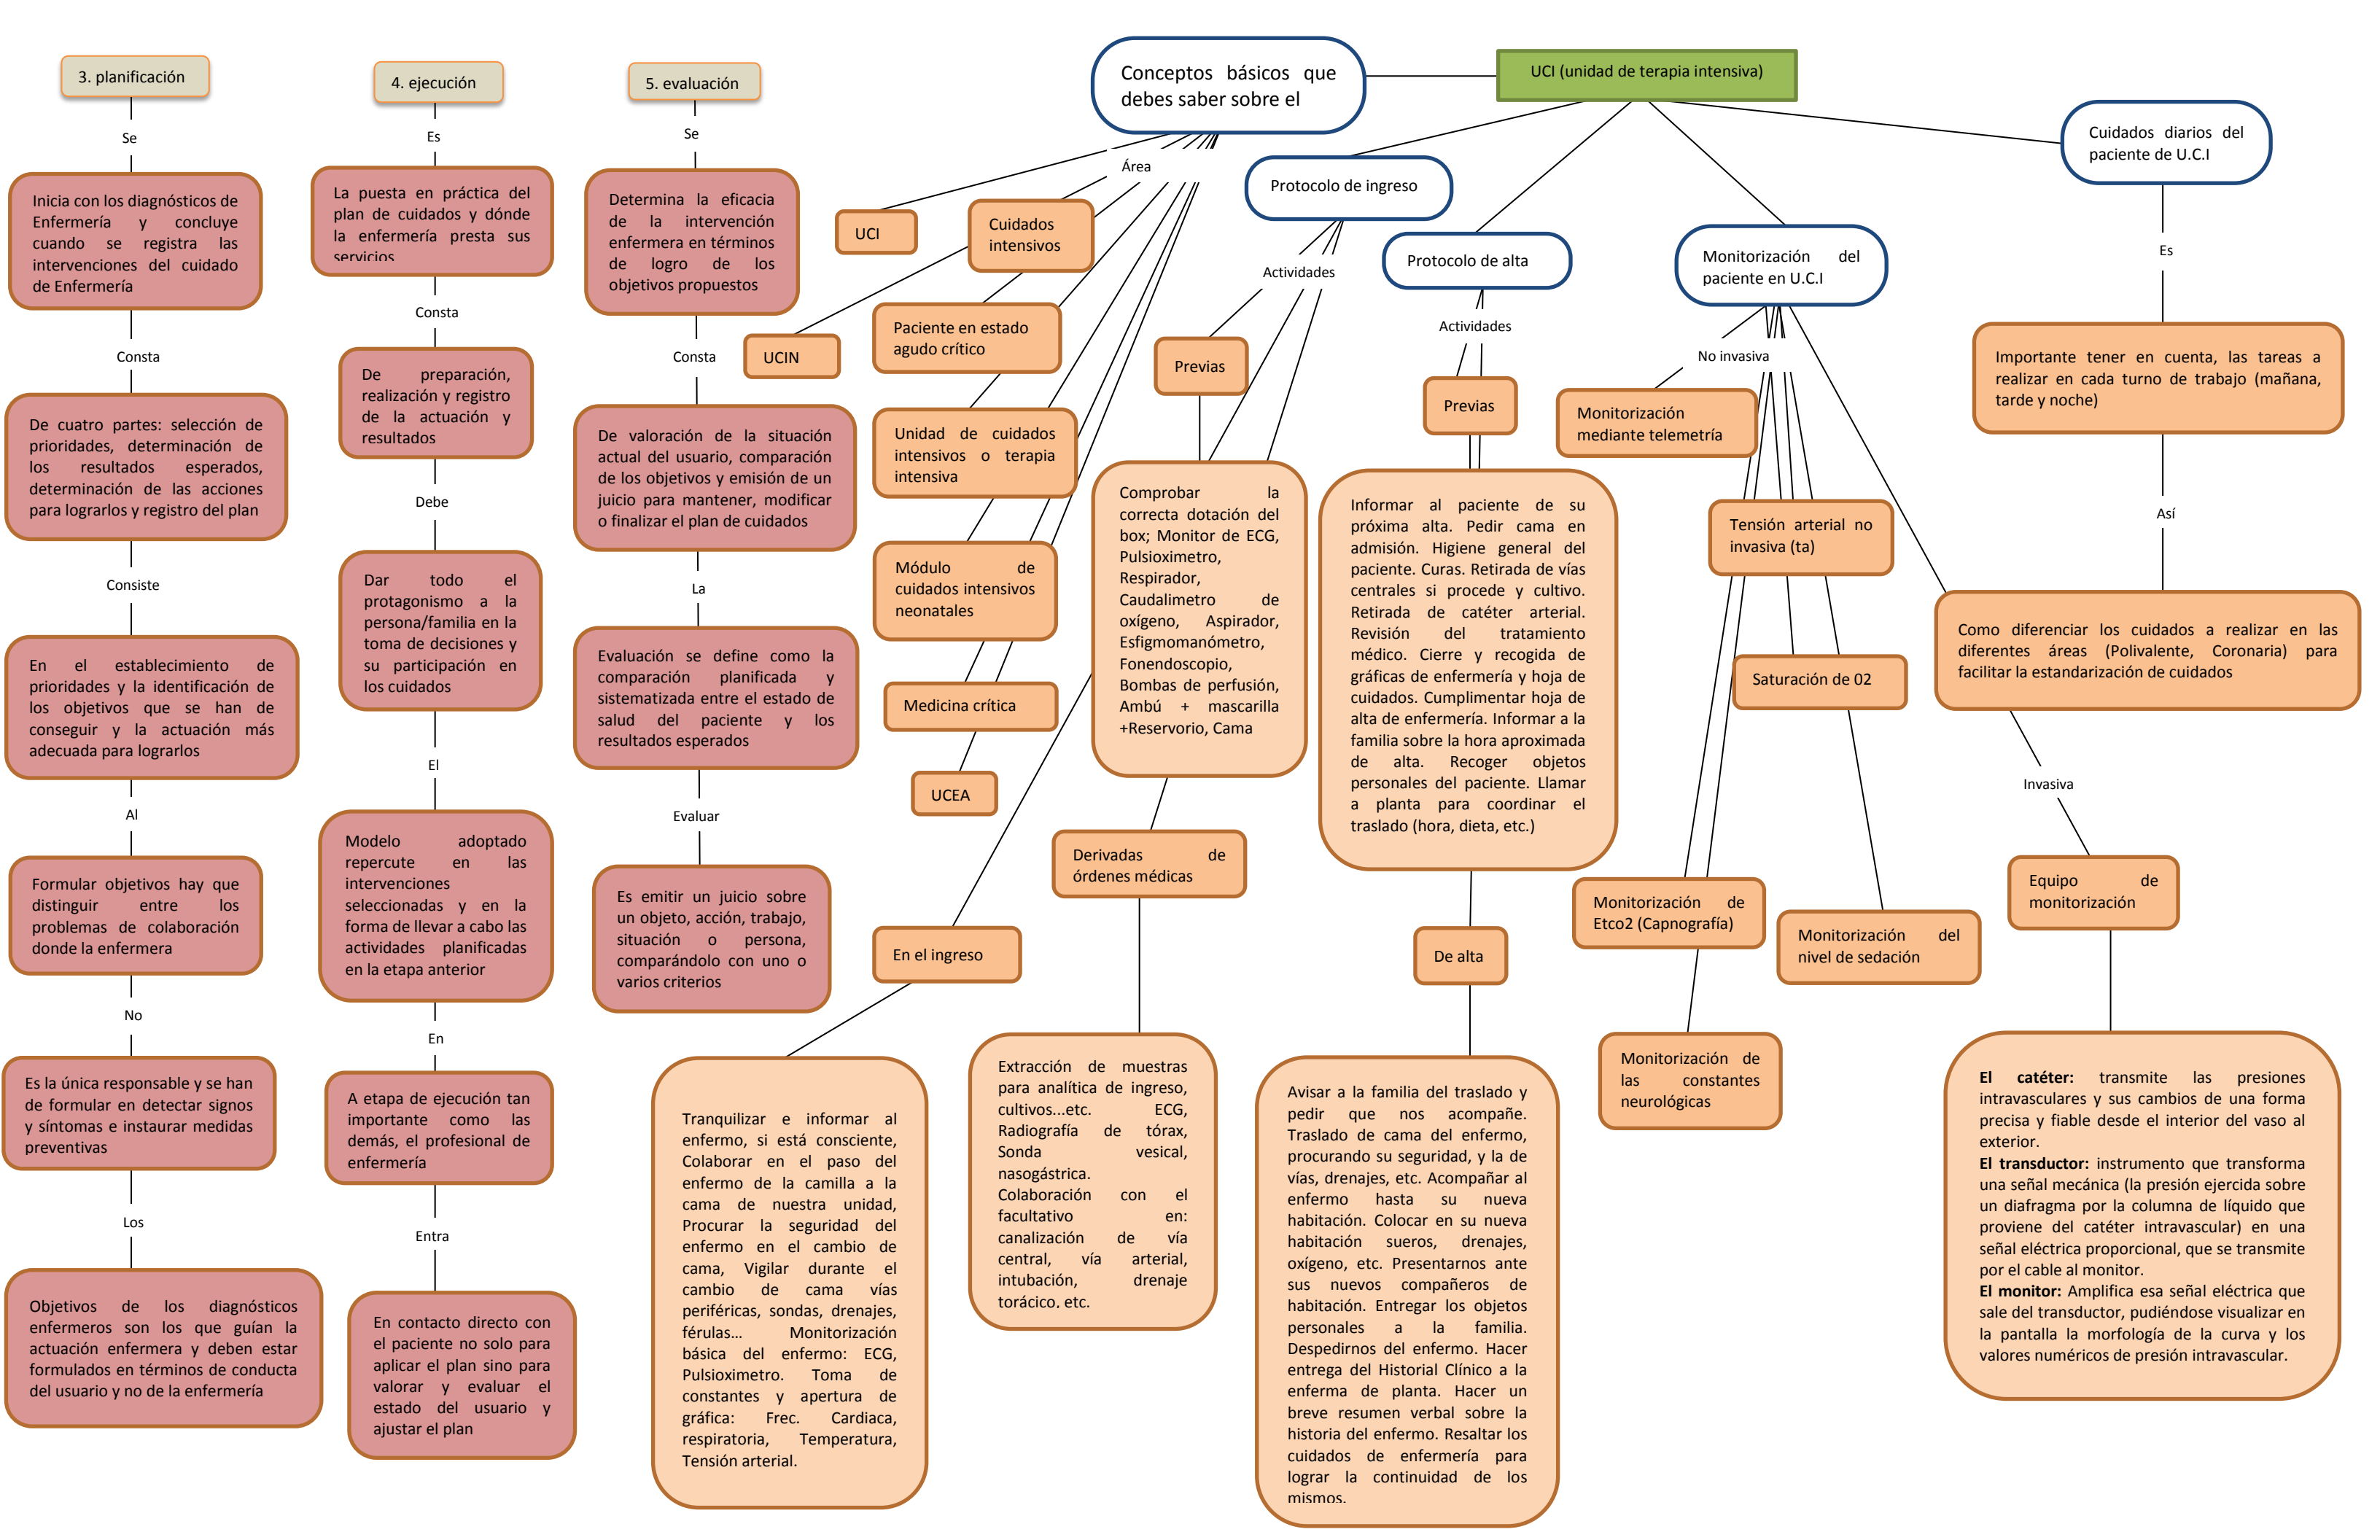 3. planificación
Se
Inicia con los diagnósticos de
Enfermería y concluye
cuando se registra las
intervenciones del cuidado
de Enfermería
Consta
De cuatro partes: selección de
prioridades, determinación de
los resultados esperados,
determinación de las acciones
para lograrlos y registro del plan
Consiste
En el establecimiento de
prioridades y la identificación de
los objetivos que se han de
conseguir y la actuación más
adecuada para lograrlos
Al
Formular objetivos hay que
distinguir entre los
problemas de colaboración
donde la enfermera
No
Es la única responsable y se han
de formular en detectar signos
y síntomas e instaurar medidas
preventivas
Los
Objetivos de los diagnósticos
enfermeros son los que guían la
actuación enfermera y deben estar
formulados en términos de conducta
del usuario y no de la enfermería
4. ejecución
Es
La puesta en práctica del
plan de cuidados y dónde
la enfermería presta sus
servicios
Consta
De preparación,
realización y registro
de la actuación y
resultados
Debe
Dar todo el
protagonismo a la
persona/familia en la
toma de decisiones y
su participación en
los cuidados
El
Modelo adoptado
repercute en las
intervenciones
seleccionadas y en la
forma de llevar a cabo las
actividades planificadas
en la etapa anterior
En
A etapa de ejecución tan
importante como las
demás, el profesional de
enfermería
Entra
En contacto directo con
el paciente no solo para
aplicar el plan sino para
valorar y evaluar el
estado del usuario y
ajustar el plan
5. evaluación
Se
Determina la eficacia
de la intervención
enfermera en términos
de logro de los
objetivos propuestos
Consta
De valoración de la situación
actual del usuario, comparación
de los objetivos y emisión de un
juicio para mantener, modificar
o finalizar el plan de cuidados
La
Evaluación se define como la
comparación planificada y
sistematizada entre el estado de
salud del paciente y los
resultados esperados
Evaluar
Es emitir un juicio sobre
un objeto, acción, trabajo,
situación o persona,
comparándolo con uno o
varios criterios
UCI (unidad de terapia intensiva)
Conceptos básicos que
debes saber sobre el
Área
UCI
Cuidados
intensivos
UCIN
Paciente en estado
agudo crítico
Unidad de cuidados
intensivos o terapia
intensiva
Módulo de
cuidados intensivos
neonatales
Medicina crítica
UCEA
Protocolo de ingreso
Actividades
Previas
Comprobar la
correcta dotación del
box; Monitor de ECG,
Pulsioximetro,
Respirador,
Caudalimetro de
oxígeno, Aspirador,
Esfigmomanómetro,
Fonendoscopio,
Bombas de perfusión,
Ambú + mascarilla
+Reservorio, Cama
Derivadas de
órdenes médicas
Extracción de muestras
para analítica de ingreso,
cultivos...etc. ECG,
Radiografía de tórax,
Sonda vesical,
nasogástrica.
Colaboración con el
facultativo en:
canalización de vía
central, vía arterial,
intubación, drenaje
torácico, etc.
En el ingreso
Tranquilizar e informar al
enfermo, si está consciente,
Colaborar en el paso del
enfermo de la camilla a la
cama de nuestra unidad,
Procurar la seguridad del
enfermo en el cambio de
cama, Vigilar durante el
cambio de cama vías
periféricas, sondas, drenajes,
férulas... Monitorización
básica del enfermo: ECG,
Pulsioximetro. Toma de
constantes y apertura de
gráfica: Frec. Cardiaca,
respiratoria, Temperatura,
Tensión arterial.
Protocolo de alta
Actividades
Previas
Informar al paciente de su
próxima alta. Pedir cama en
admisión. Higiene general del
paciente. Curas. Retirada de vías
centrales si procede y cultivo.
Retirada de catéter arterial.
Revisión del tratamiento
médico. Cierre y recogida de
gráficas de enfermería y hoja de
cuidados. Cumplimentar hoja de
alta de enfermería. Informar a la
familia sobre la hora aproximada
de alta. Recoger objetos
personales del paciente. Llamar
a planta para coordinar el
traslado (hora, dieta, etc.)
De alta
Avisar a la familia del traslado y
pedir que nos acompañe.
Traslado de cama del enfermo,
procurando su seguridad, y la de
vías, drenajes, etc. Acompañar al
enfermo hasta su nueva
habitación. Colocar en su nueva
habitación sueros, drenajes,
oxígeno, etc. Presentarnos ante
sus nuevos compañeros de
habitación. Entregar los objetos
personales a la familia.
Despedirnos del enfermo. Hacer
entrega del Historial Clínico a la
enferma de planta. Hacer un
breve resumen verbal sobre la
historia del enfermo. Resaltar los
cuidados de enfermería para
lograr la continuidad de los
mismos.
Monitorización del
paciente en U.C.I
No invasiva
Monitorización
mediante telemetría
Tensión arterial no
invasiva (ta)
Saturación de 02
Monitorización de
Etco2 (Capnografía)
Monitorización del
nivel de sedación
Monitorización de
las constantes
neurológicas
Cuidados diarios del
paciente de U.C.I
Es
Importante tener en cuenta, las tareas a
realizar en cada turno de trabajo (mañana,
tarde y noche)
Así
Como diferenciar los cuidados a realizar en las
diferentes áreas (Polivalente, Coronaria) para
facilitar la estandarización de cuidados
Invasiva
Equipo de
monitorización
El catéter: transmite las presiones
intravasculares y sus cambios de una forma
precisa y fiable desde el interior del vaso al
exterior.
El transductor: instrumento que transforma
una señal mecánica (la presión ejercida sobre
un diafragma por la columna de líquido que
proviene del catéter intravascular) en una
señal eléctrica proporcional, que se transmite
por el cable al monitor.
El monitor: Amplifica esa señal eléctrica que
sale del transductor, pudiéndose visualizar en
la pantalla la morfología de la curva y los
valores numéricos de presión intravascular.